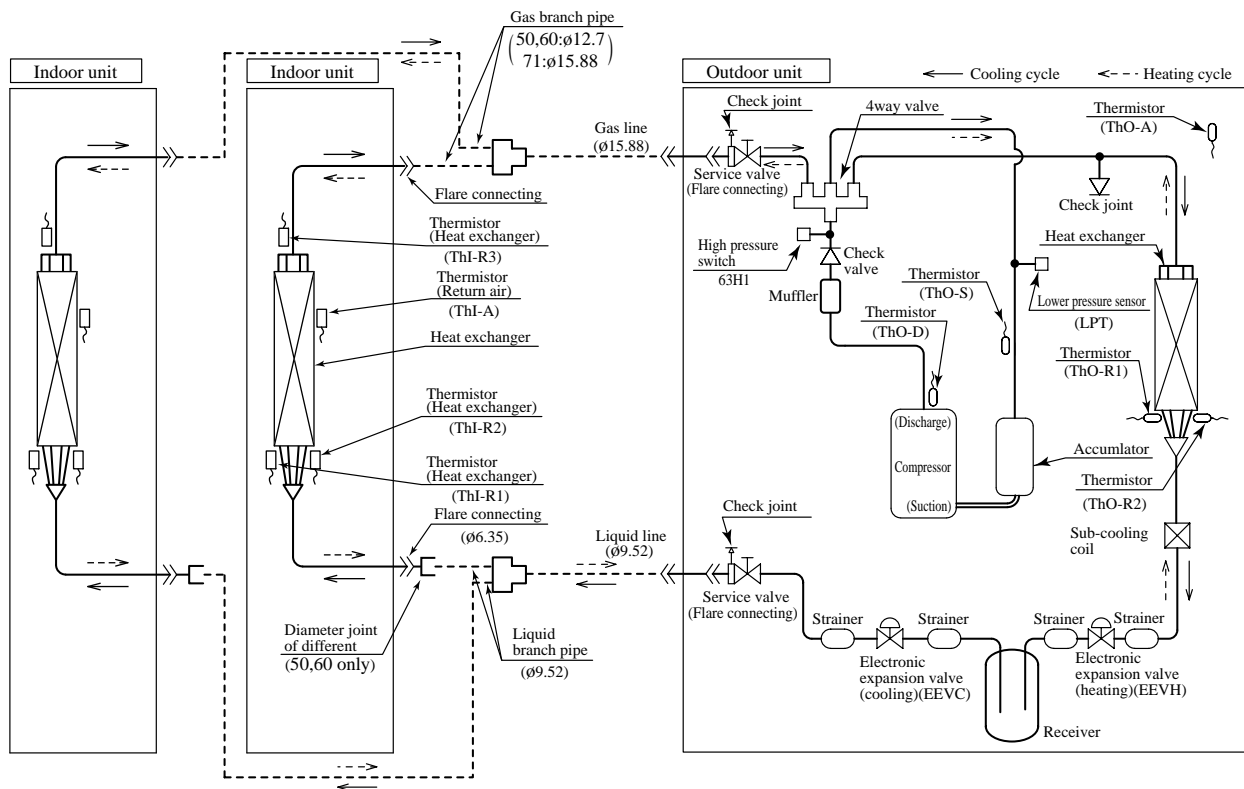 Gas branch pipe
50,60:ø12.7
71:ø15.88
Indoor unit
Indoor unit
Outdoor unit
Cooling cycle
Heating cycle
Check joint
4way valve
Thermistor
(ThO-A)
Gas line
(ø15.88)
Service valve
(Flare connecting)
Check joint
Flare connecting
Thermistor
(Heat exchanger)
(ThI-R3)
High pressure
switch
63H1
Check
valve
Heat exchanger
Thermistor
(Return air)
(ThI-A)
Muffler
Thermistor
(ThO-S)
Lower pressure sensor
(LPT)
Thermistor
(ThO-D)
Heat exchanger
Thermistor
(ThO-R1)
Thermistor
(Heat exchanger)
(ThI-R2)
(Discharge)
Compressor
(Suction)
Accumlator
Thermistor
(Heat exchanger)
(ThI-R1)
Thermistor
(ThO-R2)
Flare connecting
(ø6.35)
Check joint
Liquid line
(ø9.52)
Sub-cooling
coil
Service valve
(Flare connecting)
Diameter joint
of different
(50,60 only)
Liquid
branch pipe
(ø9.52)
Strainer
Strainer
Strainer
Strainer
Electronic
expansion valve
(cooling)(EEVC)
Electronic
expansion valve
(heating)(EEVH)
Receiver